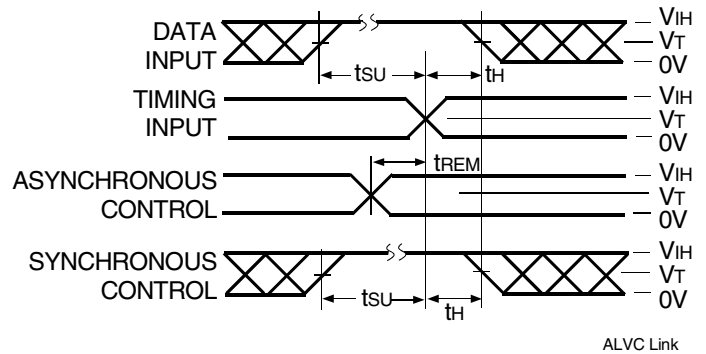 DATA
INPUT
tSU
tH
VIH
VT
0V
TIMING
INPUT
VIH
VT
0V
tREM
ASYNCHRONOUS
CONTROL
VIH
VT
0V
SYNCHRONOUS
CONTROL
tSU
tH
VIH
VT
0V
ALVC Link